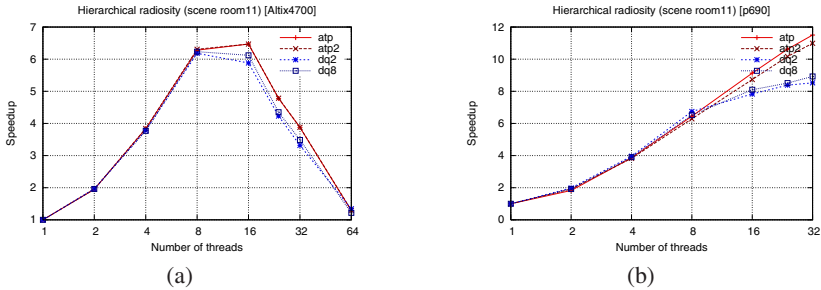 Hierarchical radiosity (scene room11) [Altix4700]
7
6
5
4
3
2
1
Speedup
1 2 4 8 16 32 64
Number of threads
atp
atp2
dq2
dq8
(a)
Hierarchical radiosity (scene room11) [p690]
12
10
8
6
4
2
0
Speedup
1 2 4 8 16 32
Number of threads
atp
atp2
dq2
dq8
(b)